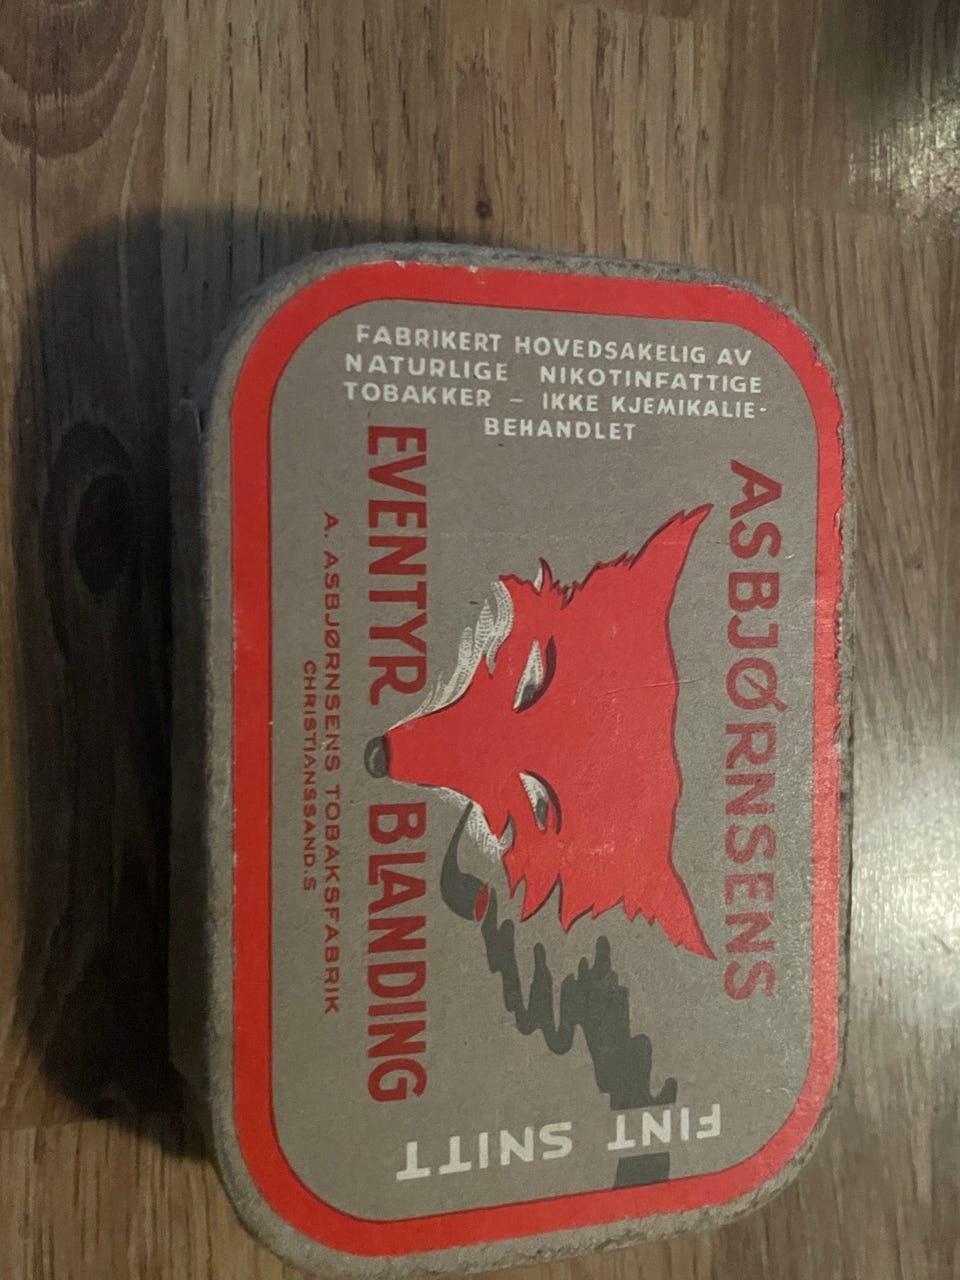 ASBJØRNSENS
EVENTYR BLANDING
A. ASBJØRNSENS TOBAKSFABRIK
CHRISTIANSSAND.S
FABRIKERT HOVEDSAKELIG AV
NATURLIGE NIKOTINFATTIGE
TOBAKKER – IKKE KJEMIKALIE-
BEHANDLET
FINT SNITT